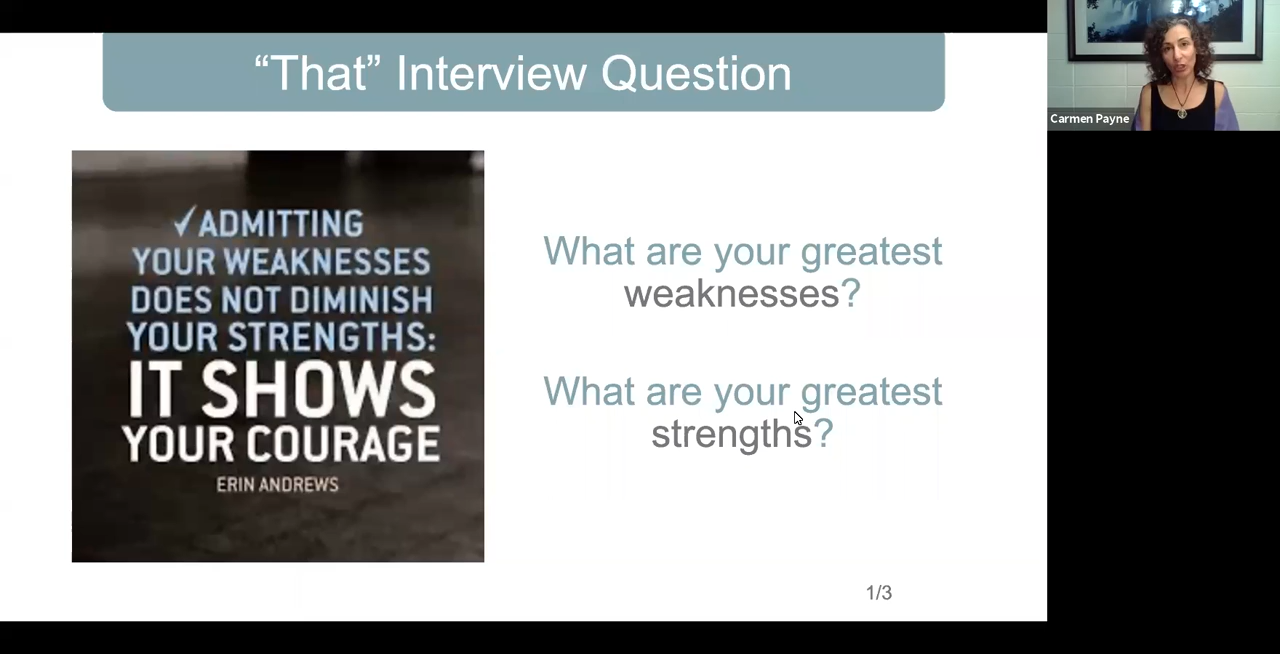 “That” Interview Question
✓ADMITTING
YOUR WEAKNESSES
DOES NOT DIMINISH
YOUR STRENGTHS:
IT SHOWS
YOUR COURAGE
ERIN ANDREWS
What are your greatest
weaknesses?
What are your greatest
strengths?
1/3
Carmen Payne